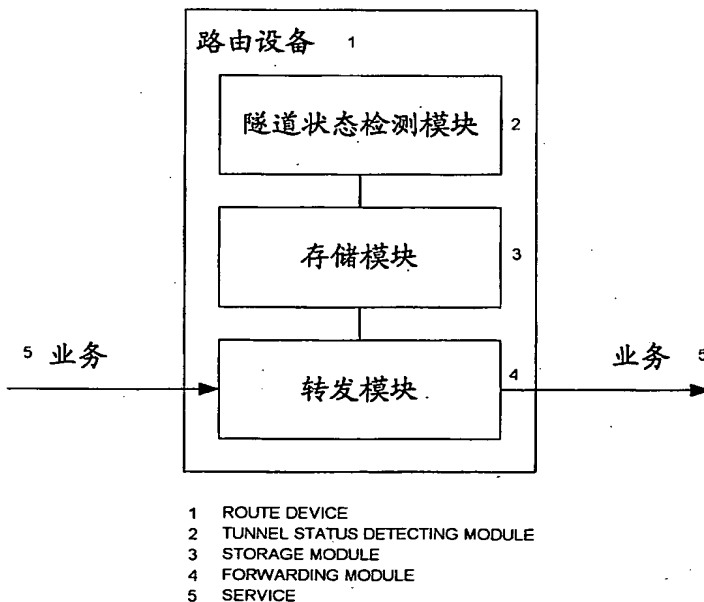 路由设备 1
隧道状态检测模块 2
存储模块 3
5 业务
业务 5
转发模块 4
1 ROUTE DEVICE
2 TUNNEL STATUS DETECTING MODULE
3 STORAGE MODULE
4 FORWARDING MODULE
5 SERVICE